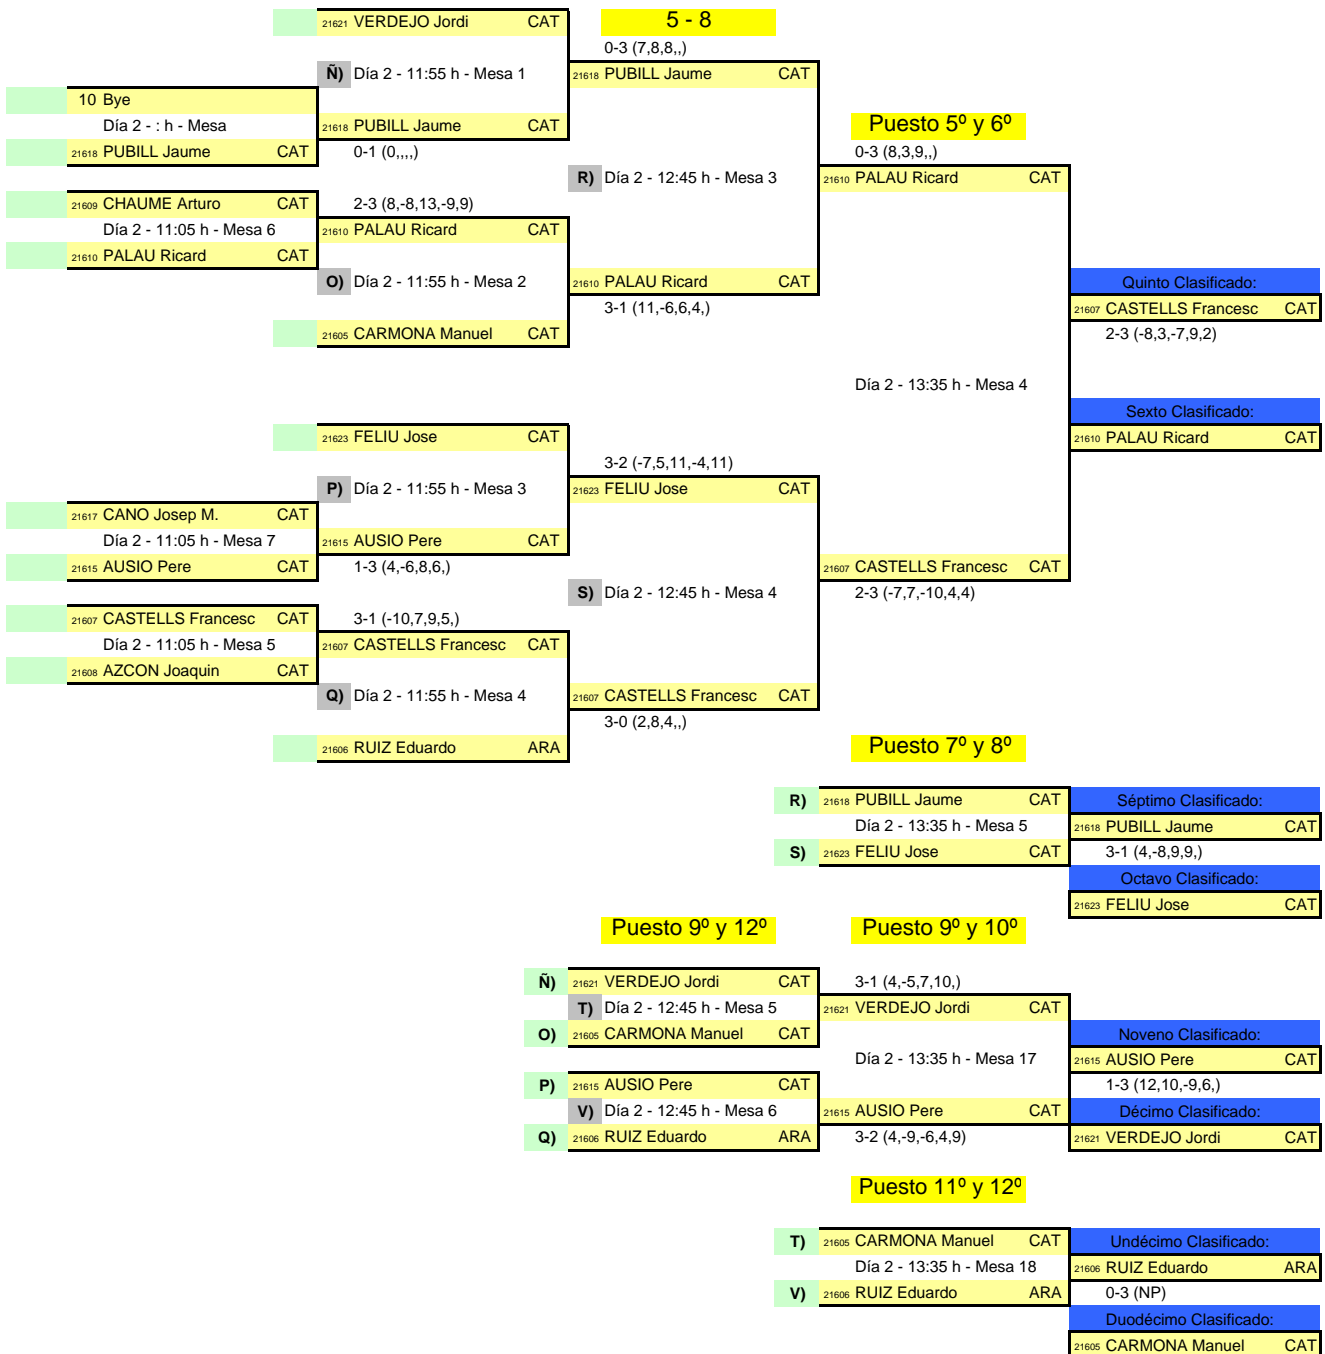 21621 VERDEJO Jordi CAT
5 - 8
0-3 (7,8,8,,)
Ñ) Día 2 - 11:55 h - Mesa 1
21618 PUBILL Jaume CAT
10 Bye
Día 2 - : h - Mesa
21618 PUBILL Jaume CAT
Puesto 5º y 6º
21618 PUBILL Jaume CAT
0-1 (0,,,,)
0-3 (8,3,9,,)
R) Día 2 - 12:45 h - Mesa 3
21610 PALAU Ricard CAT
21609 CHAUME Arturo CAT
2-3 (8,-8,13,-9,9)
Día 2 - 11:05 h - Mesa 6
21610 PALAU Ricard CAT
21610 PALAU Ricard CAT
O) Día 2 - 11:55 h - Mesa 2
21610 PALAU Ricard CAT
Quinto Clasificado:
3-1 (11,-6,6,4,)
21607 CASTELLS Francesc CAT
21605 CARMONA Manuel CAT
2-3 (-8,3,-7,9,2)
Día 2 - 13:35 h - Mesa 4
Sexto Clasificado:
21623 FELIU Jose CAT
21610 PALAU Ricard CAT
3-2 (-7,5,11,-4,11)
P) Día 2 - 11:55 h - Mesa 3
21623 FELIU Jose CAT
21617 CANO Josep M. CAT
Día 2 - 11:05 h - Mesa 7
21615 AUSIO Pere CAT
21615 AUSIO Pere CAT
1-3 (4,-6,8,6,)
21607 CASTELLS Francesc CAT
S) Día 2 - 12:45 h - Mesa 4
2-3 (-7,7,-10,4,4)
21607 CASTELLS Francesc CAT
3-1 (-10,7,9,5,)
Día 2 - 11:05 h - Mesa 5
21607 CASTELLS Francesc CAT
21608 AZCON Joaquin CAT
Q) Día 2 - 11:55 h - Mesa 4
21607 CASTELLS Francesc CAT
3-0 (2,8,4,,)
21606 RUIZ Eduardo ARA
Puesto 7º y 8º
R) 21618 PUBILL Jaume CAT
Séptimo Clasificado:
Día 2 - 13:35 h - Mesa 5
21618 PUBILL Jaume CAT
S) 21623 FELIU Jose CAT
3-1 (4,-8,9,9,)
Octavo Clasificado:
21623 FELIU Jose CAT
Puesto 9º y 12º
Puesto 9º y 10º
Ñ) 21621 VERDEJO Jordi CAT
3-1 (4,-5,7,10,)
T) Día 2 - 12:45 h - Mesa 5
21621 VERDEJO Jordi CAT
O) 21605 CARMONA Manuel CAT
Noveno Clasificado:
Día 2 - 13:35 h - Mesa 17
21615 AUSIO Pere CAT
P) 21615 AUSIO Pere CAT
1-3 (12,10,-9,6,)
V) Día 2 - 12:45 h - Mesa 6
21615 AUSIO Pere CAT
Décimo Clasificado:
Q) 21606 RUIZ Eduardo ARA
3-2 (4,-9,-6,4,9)
21621 VERDEJO Jordi CAT
Puesto 11º y 12º
T) 21605 CARMONA Manuel CAT
Undécimo Clasificado:
Día 2 - 13:35 h - Mesa 18
21606 RUIZ Eduardo ARA
V) 21606 RUIZ Eduardo ARA
0-3 (NP)
Duodécimo Clasificado:
21605 CARMONA Manuel CAT